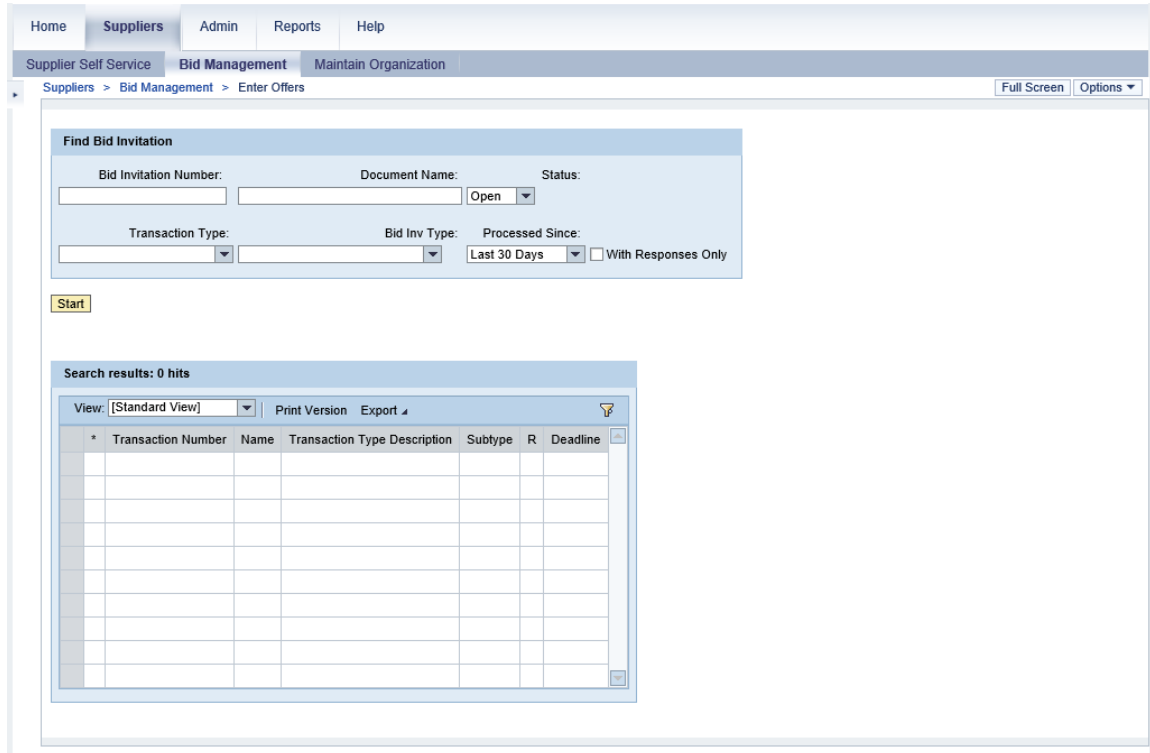 Home Suppliers Admin Reports Help
Supplier Self Service Bid Management Maintain Organization
Suppliers > Bid Management > Enter Offers Full Screen Options
Find Bid Invitation
Bid Invitation Number: Document Name: Status:
Open
Transaction Type: Bid Inv Type: Processed Since:
Last 30 Days With Responses Only
Start
Search results: 0 hits
View: [Standard View] Print Version Export
* Transaction Number Name Transaction Type Description Subtype R Deadline